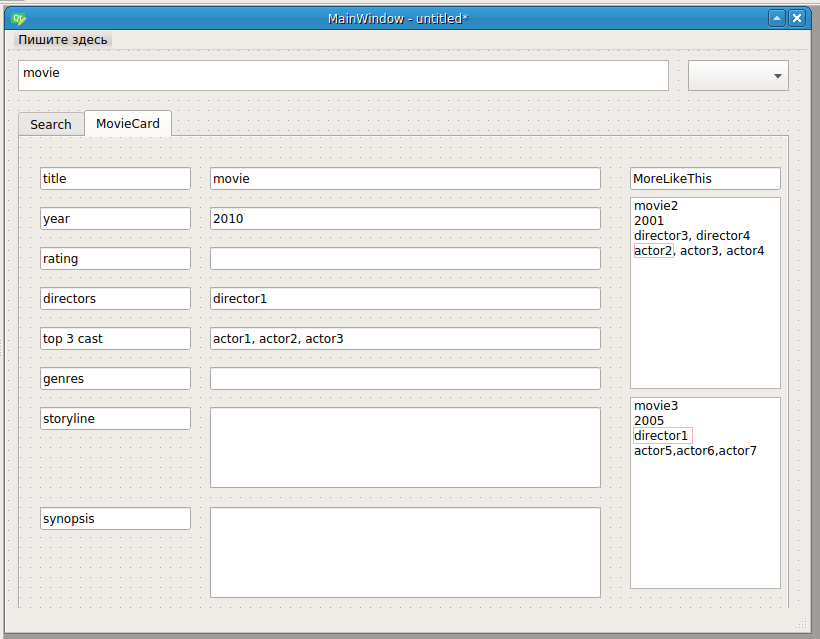 MainWindow - untitled*
Пишите здесь
movie
Search MovieCard
title movie MoreLikeThis
year 2010
rating
directors director1
top 3 cast actor1, actor2, actor3
genres
storyline
synopsis
movie2
2001
director3, director4
actor2, actor3, actor4
movie3
2005
director1
actor5,actor6,actor7